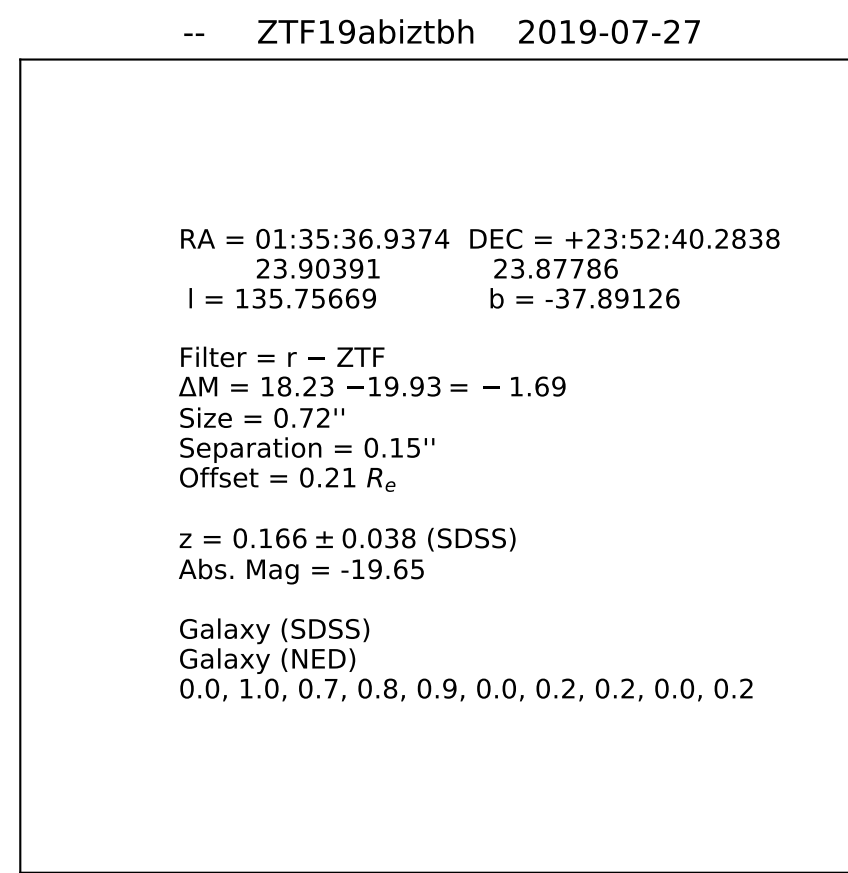 -- ZTF19abiztbh 2019-07-27
RA = 01:35:36.9374 DEC = +23:52:40.2838
23.90391 23.87786
l = 135.75669 b = -37.89126
Filter = r − ZTF
ΔM = 18.23 −19.93 = − 1.69
Size = 0.72''
Separation = 0.15''
Offset = 0.21 Rₑ
z = 0.166 ± 0.038 (SDSS)
Abs. Mag = -19.65
Galaxy (SDSS)
Galaxy (NED)
0.0, 1.0, 0.7, 0.8, 0.9, 0.0, 0.2, 0.2, 0.0, 0.2